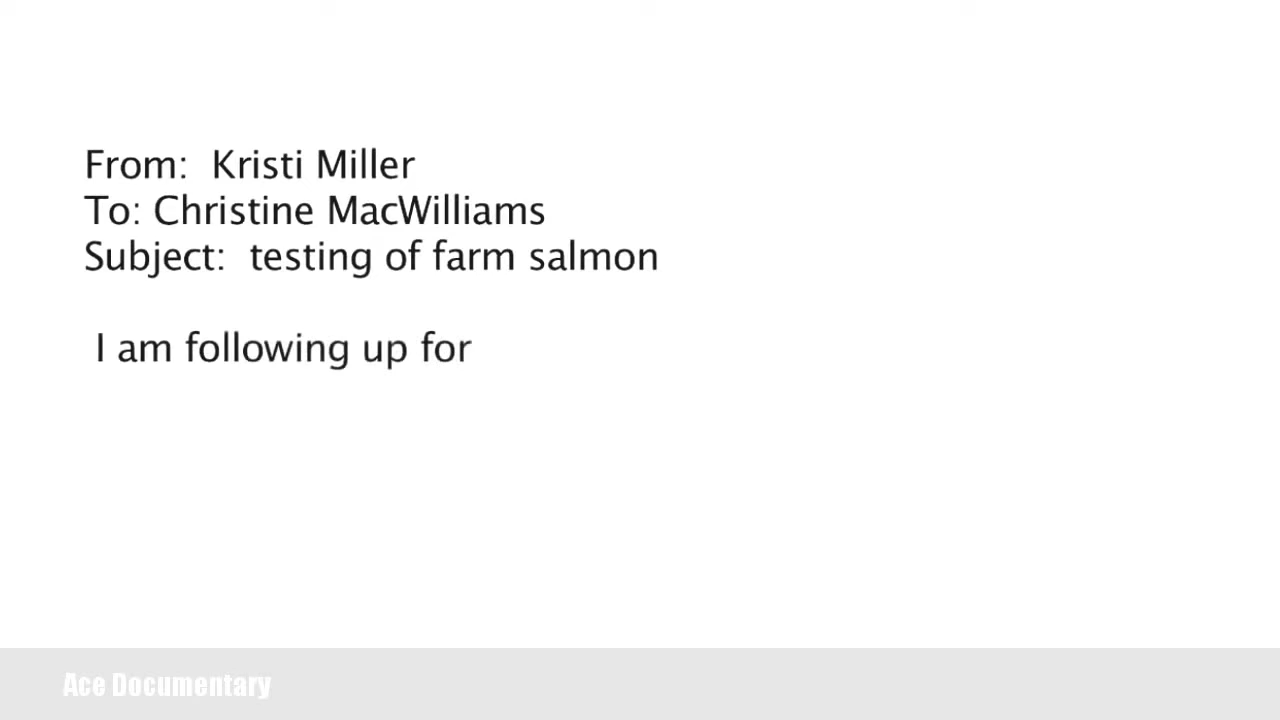 From:  Kristi Miller
To: Christine MacWilliams
Subject:  testing of farm salmon
I am following up for
Ace Documentary